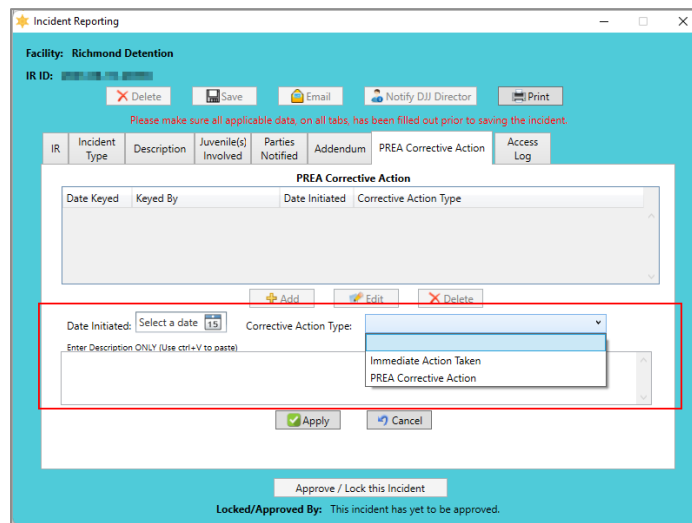 Incident Reporting
Facility: Richmond Detention
IR ID:
Delete Save Email Notify DJJ Director Print
Please make sure all applicable data, on all tabs, has been filled out prior to saving the incident.
IR Incident Type Description Juvenile(s) Involved Parties Notified Addendum PREA Corrective Action Access Log
PREA Corrective Action
Date Keyed Keyed By Date Initiated Corrective Action Type
Add Edit Delete
Date Initiated: Select a date 15 Corrective Action Type:
Enter Description ONLY (Use ctrl+V to paste)
Immediate Action Taken
PREA Corrective Action
Apply Cancel
Approve / Lock this Incident
Locked/Approved By: This incident has yet to be approved.